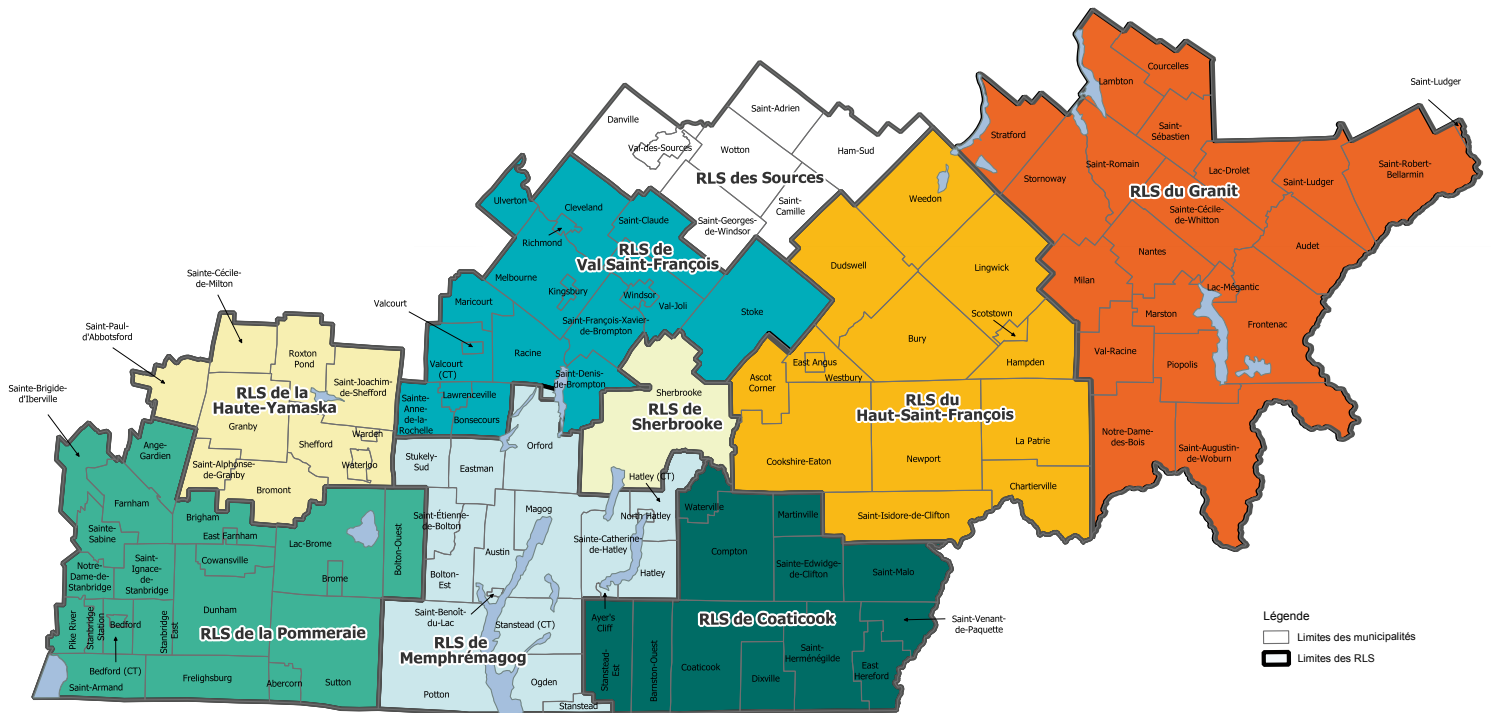 Courcelles
Lambton
Saint-Ludger
Saint-Adrien
Danville
Stratford
Saint-
Sébastien
Val-des-Sources
Wotton
Ham-Sud
Saint-Romain
Saint-Robert-
Bellarmin
Lac-Drolet
RLS des Sources
Stornoway
Saint-Ludger
RLS du Granit
Ulverton
Cleveland
Weedon
Saint-
Camille
Saint-Claude
Saint-Georges-
de-Windsor
Sainte-Cécile-
de-Whitton
Richmond
RLS de
Val Saint-François
Audet
Nantes
Dudswell
Lingwick
Sainte-Cécile-
de-Milton
Melbourne
Milan
Kingsbury
Windsor
Lac-Mégantic
Valcourt
Maricourt
Val-Joli
Stoke
Scotstown
Marston
Saint-Paul-
d'Abbotsford
Saint-François-Xavier-
de-Brompton
Frontenac
Bury
Roxton
Pond
Racine
Val-Racine
Valcourt
(CT)
East Angus
Hampden
Piopolis
Saint-Denis-
de-Brompton
Ascot
Corner
Westbury
Sainte-Brigide-
d'Iberville
Saint-Joachim-
de-Shefford
RLS de la
Haute-Yamaska
Sherbrooke
Lawrenceville
Sainte-
Anne-
de-la-
Rochelle
RLS de
Sherbrooke
RLS du
Haut-Saint-François
Bonsecours
Granby
Warden
Notre-Dame-
des-Bois
Ange-
Gardien
Shefford
Orford
La Patrie
Saint-Augustin-
de-Woburn
Stukely-
Sud
Eastman
Waterloo
Saint-Alphonse-
de-Granby
Cookshire-Eaton
Newport
Hatley (CT)
Bromont
Chartierville
Farnham
Waterville
Martinville
Magog
Saint-Étienne-
de-Bolton
North Hatley
Saint-Isidore-de-Clifton
Brigham
Sainte-
Sabine
East Farnham
Lac-Brome
Bolton-Ouest
Sainte-Catherine-
de-Hatley
Austin
Compton
Cowansville
Saint-
Ignace-
de-
Stanbridge
Notre-
Dame-de-
Stanbridge
Brome
Bolton-
Est
Hatley
Sainte-Edwidge-
de-Clifton
Saint-Malo
Dunham
Saint-Benoît-
du-Lac
Ayer's
Cliff
RLS de Coaticook
Saint-Venant-
de-Paquette
Légende
Pike River
Stanbridge
Station
Bedford
Stanbridge
East
RLS de la Pommeraie
Stanstead (CT)
Limites des municipalités
RLS de
Memphrémagog
Saint-
Herménégilde
Limites des RLS
Bedford (CT)
Stanstead-
Est
Barnston-Ouest
Coaticook
East
Hereford
Frelighsburg
Abercorn
Sutton
Dixville
Saint-Armand
Potton
Ogden
Stanstead